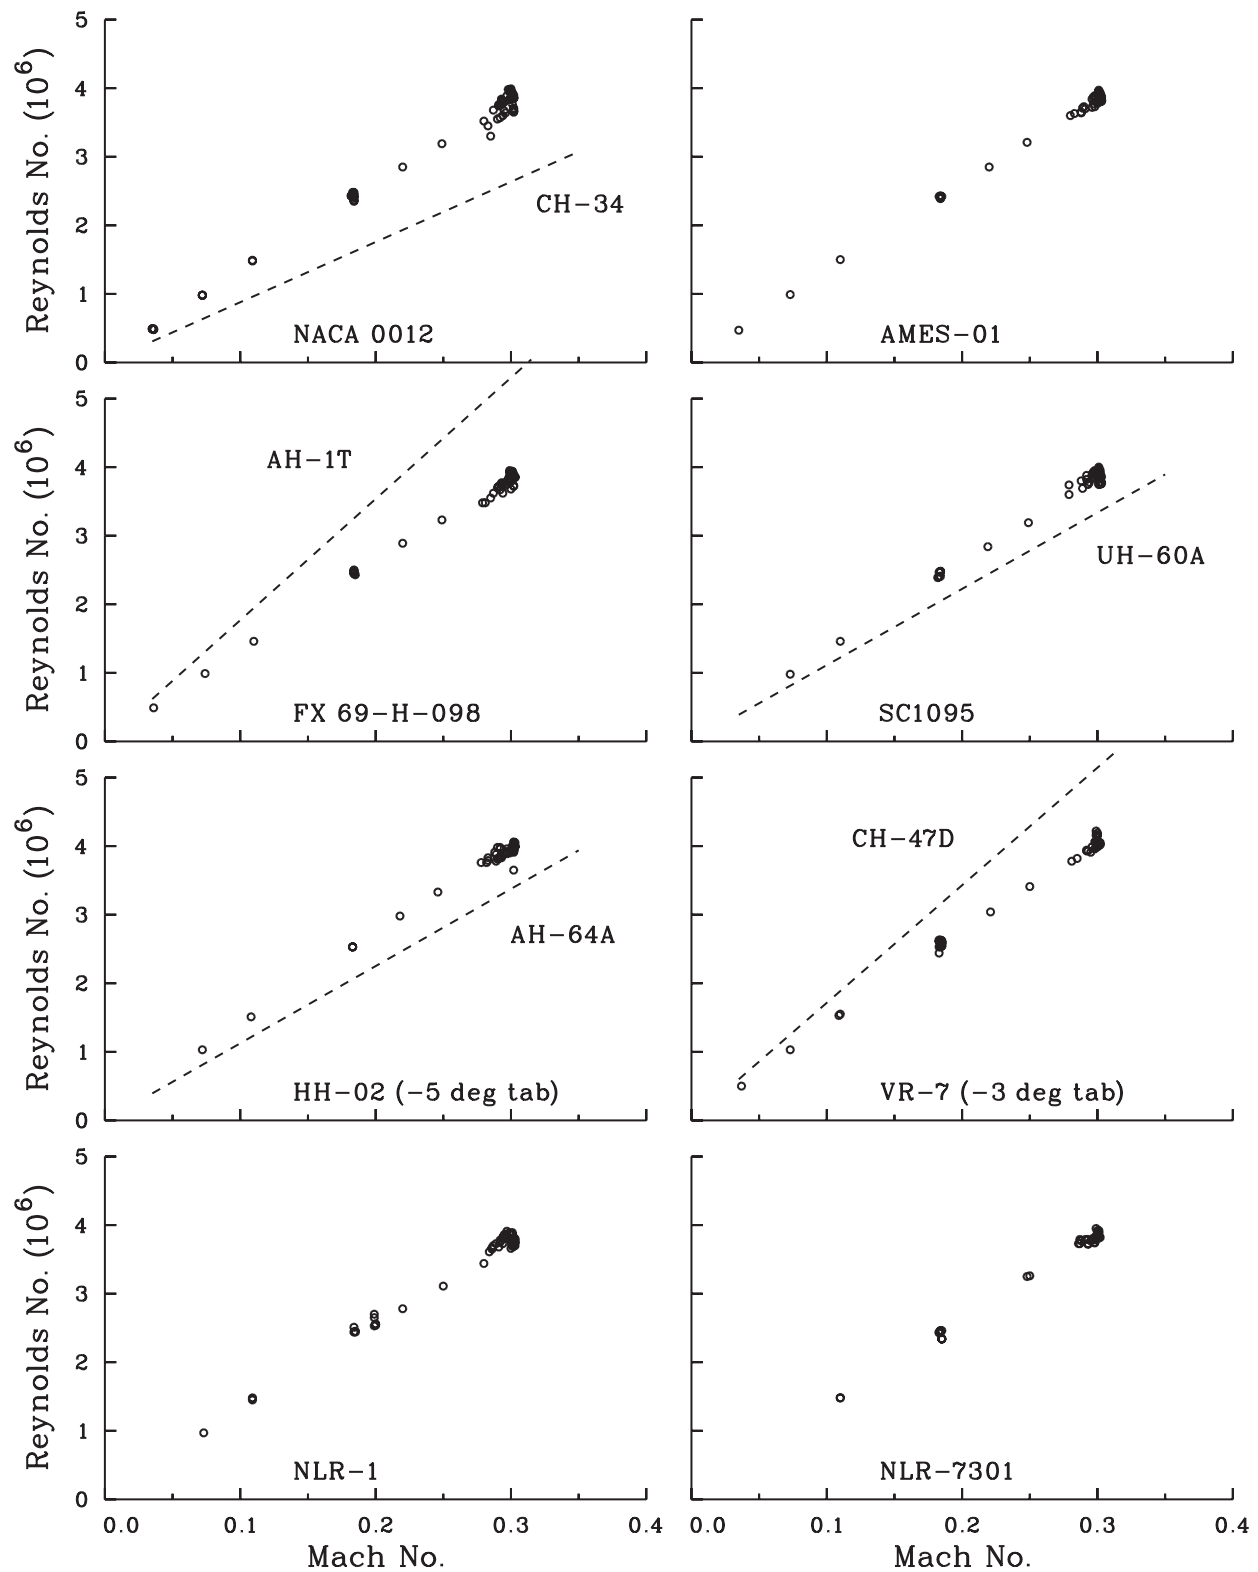 5
4
3
2
1
0
Reynolds No. (10^6)
CH-34
NACA 0012
AMES-01
5
4
3
2
1
0
Reynolds No. (10^6)
AH-1T
FX 69-H-098
UH-60A
SC1095
5
4
3
2
1
0
Reynolds No. (10^6)
AH-64A
HH-02 (-5 deg tab)
CH-47D
VR-7 (-3 deg tab)
5
4
3
2
1
0
Reynolds No. (10^6)
NLR-1
NLR-7301
0.0 0.1 0.2 0.3 0.4
Mach No.
0.0 0.1 0.2 0.3 0.4
Mach No.